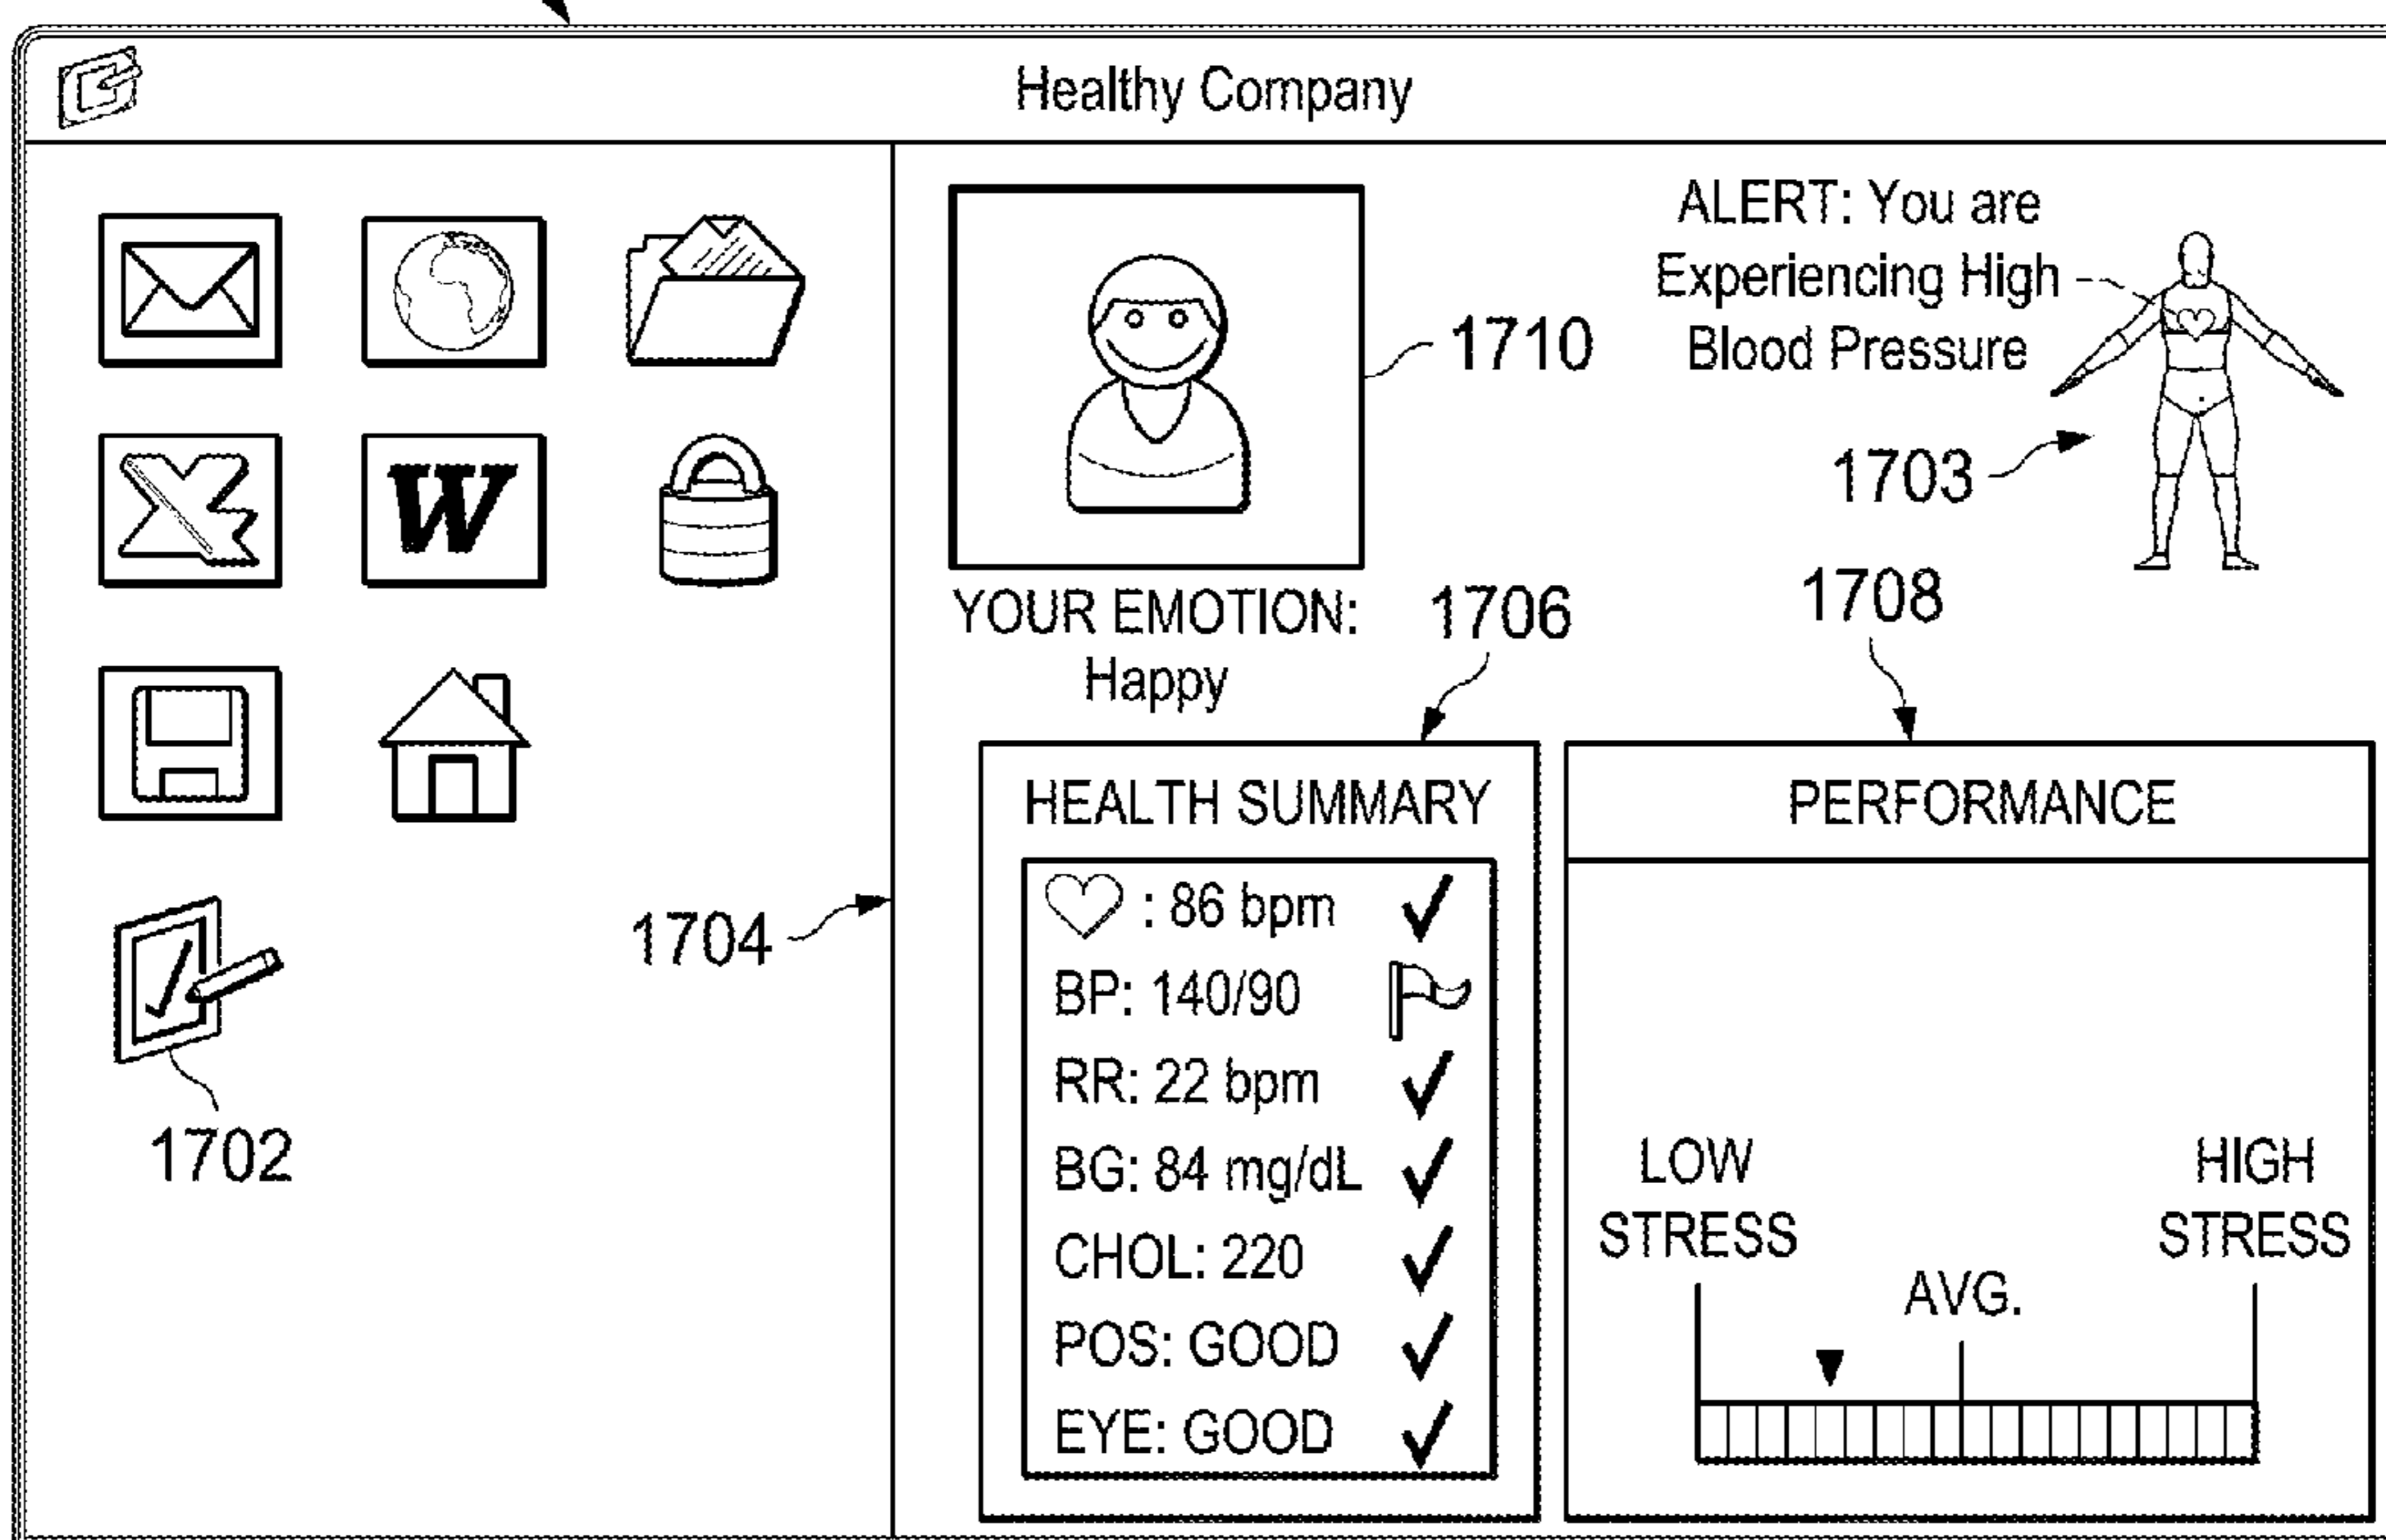 Healthy Company
ALERT: You are
Experiencing High
Blood Pressure
1710
1703
W
YOUR EMOTION:
Happy
1706
1708
HEALTH SUMMARY
: 86 bpm
BP: 140/90
RR: 22 bpm
BG: 84 mg/dL
CHOL: 220
POS: GOOD
EYE: GOOD
PERFORMANCE
LOW
STRESS
HIGH
STRESS
AVG.
1704
1702